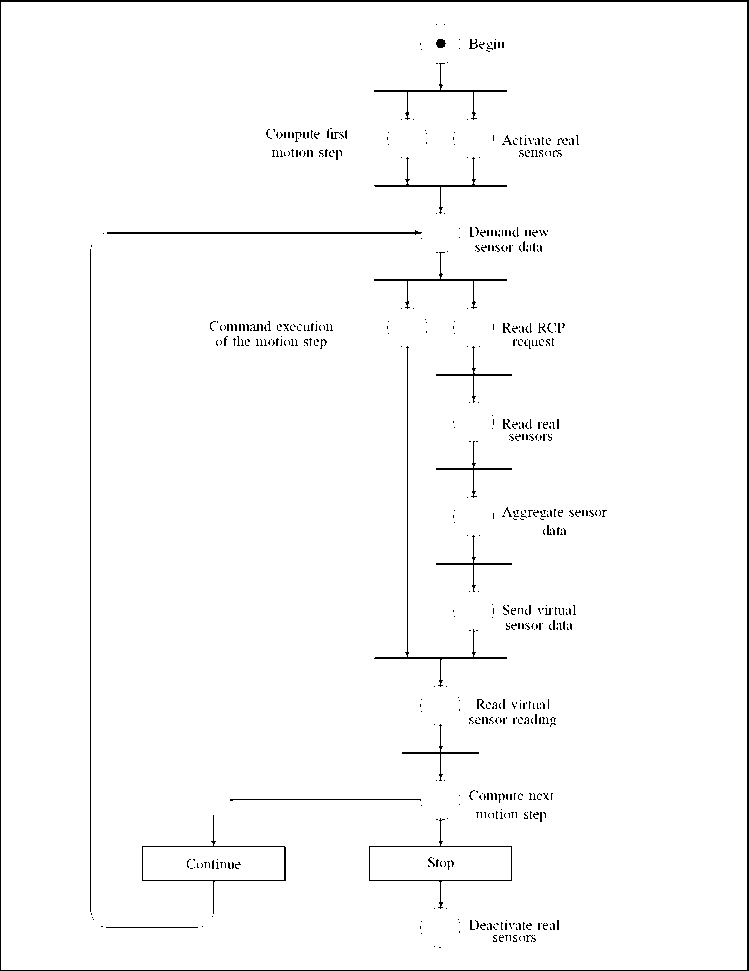 Begin
Compute first
motion step
Activate real
sensors
Demand new
sensor data
Command execution
of the motion step
Read RCP
request
Read real
sensors
Aggregate sensor
data
Send virtual
sensor data
Read virtual
sensor reading
Compute next
motion step
Continue
Stop
Deactivate real
sensors